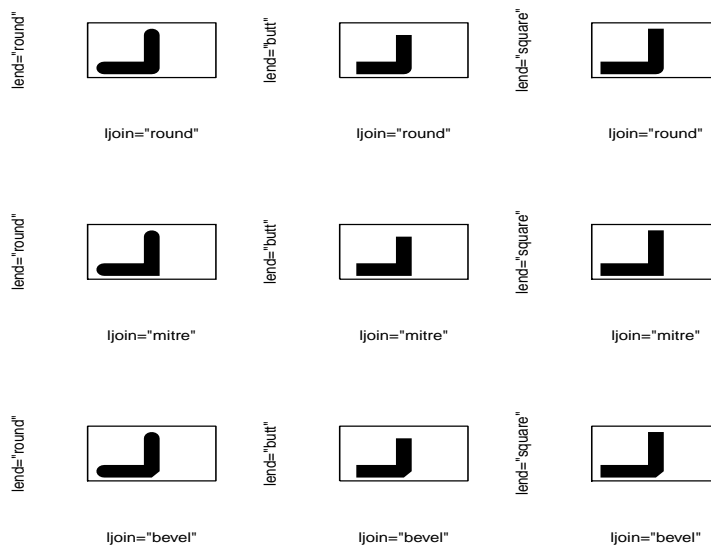 lend="round"
ljoin="round"
lend="butt"
ljoin="round"
lend="square"
ljoin="round"
lend="round"
ljoin="mitre"
lend="butt"
ljoin="mitre"
lend="square"
ljoin="mitre"
lend="round"
ljoin="bevel"
lend="butt"
ljoin="bevel"
lend="square"
ljoin="bevel"